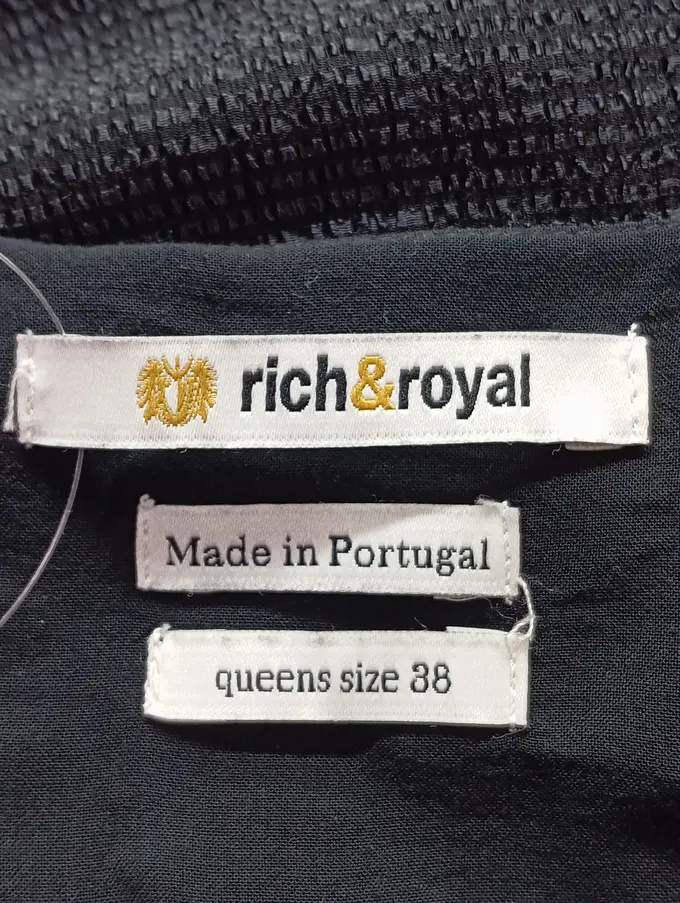 rich&royal
Made in Portugal
queens size 38